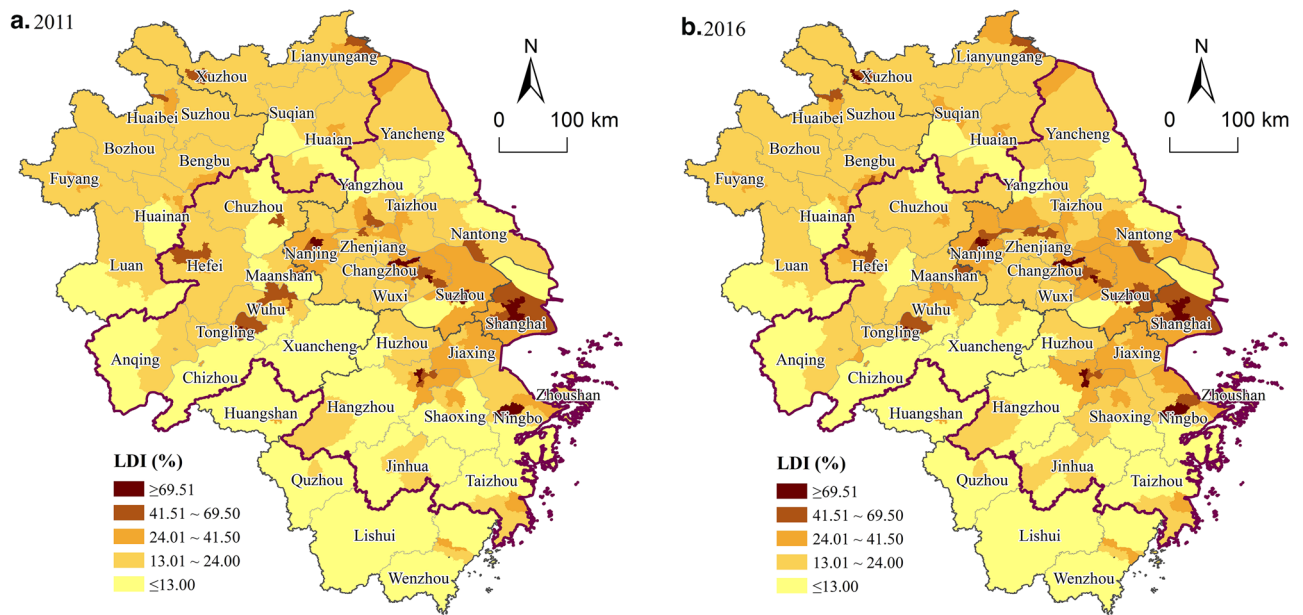 a. 2011
N
0 100 km
Lianyungang
Xuzhou
Suzhou
Huaibei
Suqian
Huaian
Yancheng
Bozhou
Bengbu
Fuyang
Yangzhou
Chuzhou
Taizhou
Huainan
Nantong
Zhenjiang
Nanjing
Luan
Hefei
Changzhou
Maanshan
Wuxi
Suzhou
Wuhu
Shanghai
Tongling
Xuancheng
Huzhou
Jiaxing
Anqing
Chizhou
Zhoushan
Huangshan
Hangzhou
Shaoxing
Ningbo
Jinhua
Quzhou
Taizhou
Lishui
Wenzhou
LDI (%)
≥69.51
41.51 ~ 69.50
24.01 ~ 41.50
13.01 ~ 24.00
≤13.00
b. 2016
N
0 100 km
Lianyungang
Xuzhou
Suzhou
Huaibei
Suqian
Huaian
Yancheng
Bozhou
Bengbu
Fuyang
Yangzhou
Chuzhou
Taizhou
Huainan
Nantong
Zhenjiang
Nanjing
Luan
Hefei
Changzhou
Maanshan
Wuxi
Suzhou
Wuhu
Shanghai
Tongling
Xuancheng
Huzhou
Jiaxing
Anqing
Chizhou
Zhoushan
Huangshan
Hangzhou
Shaoxing
Ningbo
Jinhua
Quzhou
Taizhou
Lishui
Wenzhou
LDI (%)
≥69.51
41.51 ~ 69.50
24.01 ~ 41.50
13.01 ~ 24.00
≤13.00